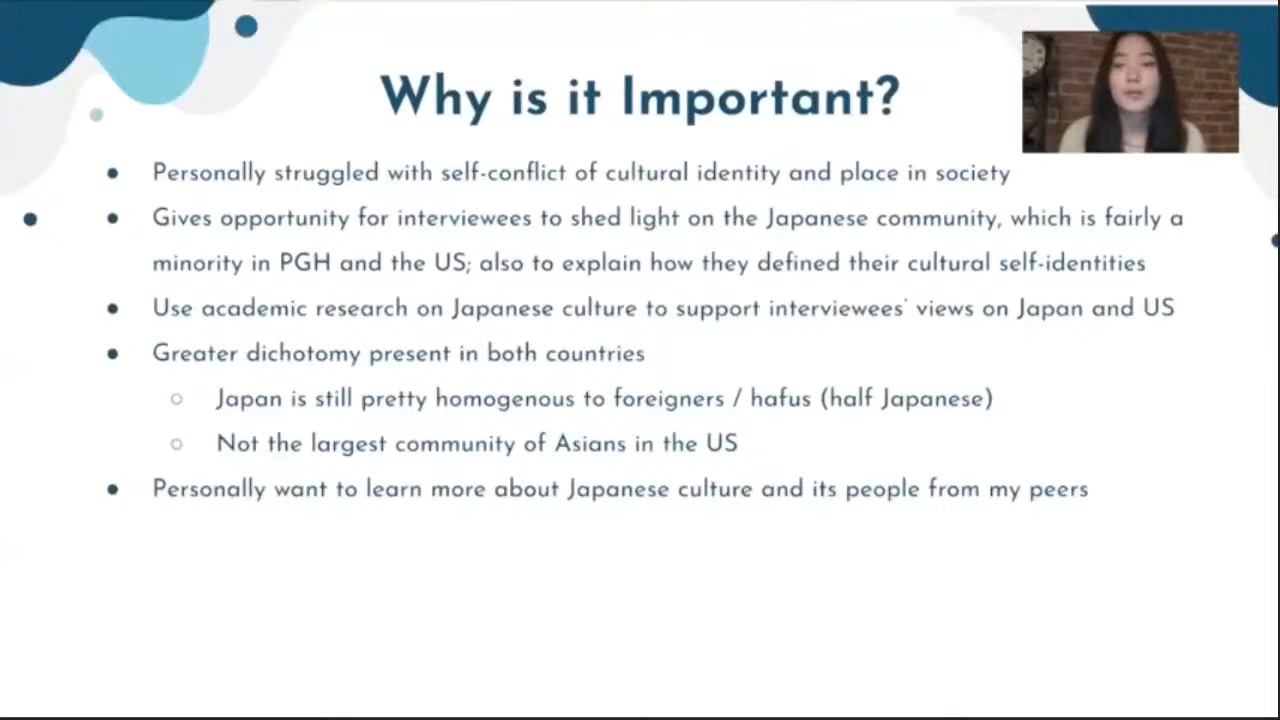 Why is it Important?
Personally struggled with self-conflict of cultural identity and place in society
Gives opportunity for interviewees to shed light on the Japanese community, which is fairly a
minority in PGH and the US; also to explain how they defined their cultural self-identities
Use academic research on Japanese culture to support interviewees' views on Japan and US
Greater dichotomy present in both countries
Japan is still pretty homogenous to foreigners / hafus (half Japanese)
Not the largest community of Asians in the US
Personally want to learn more about Japanese culture and its people from my peers